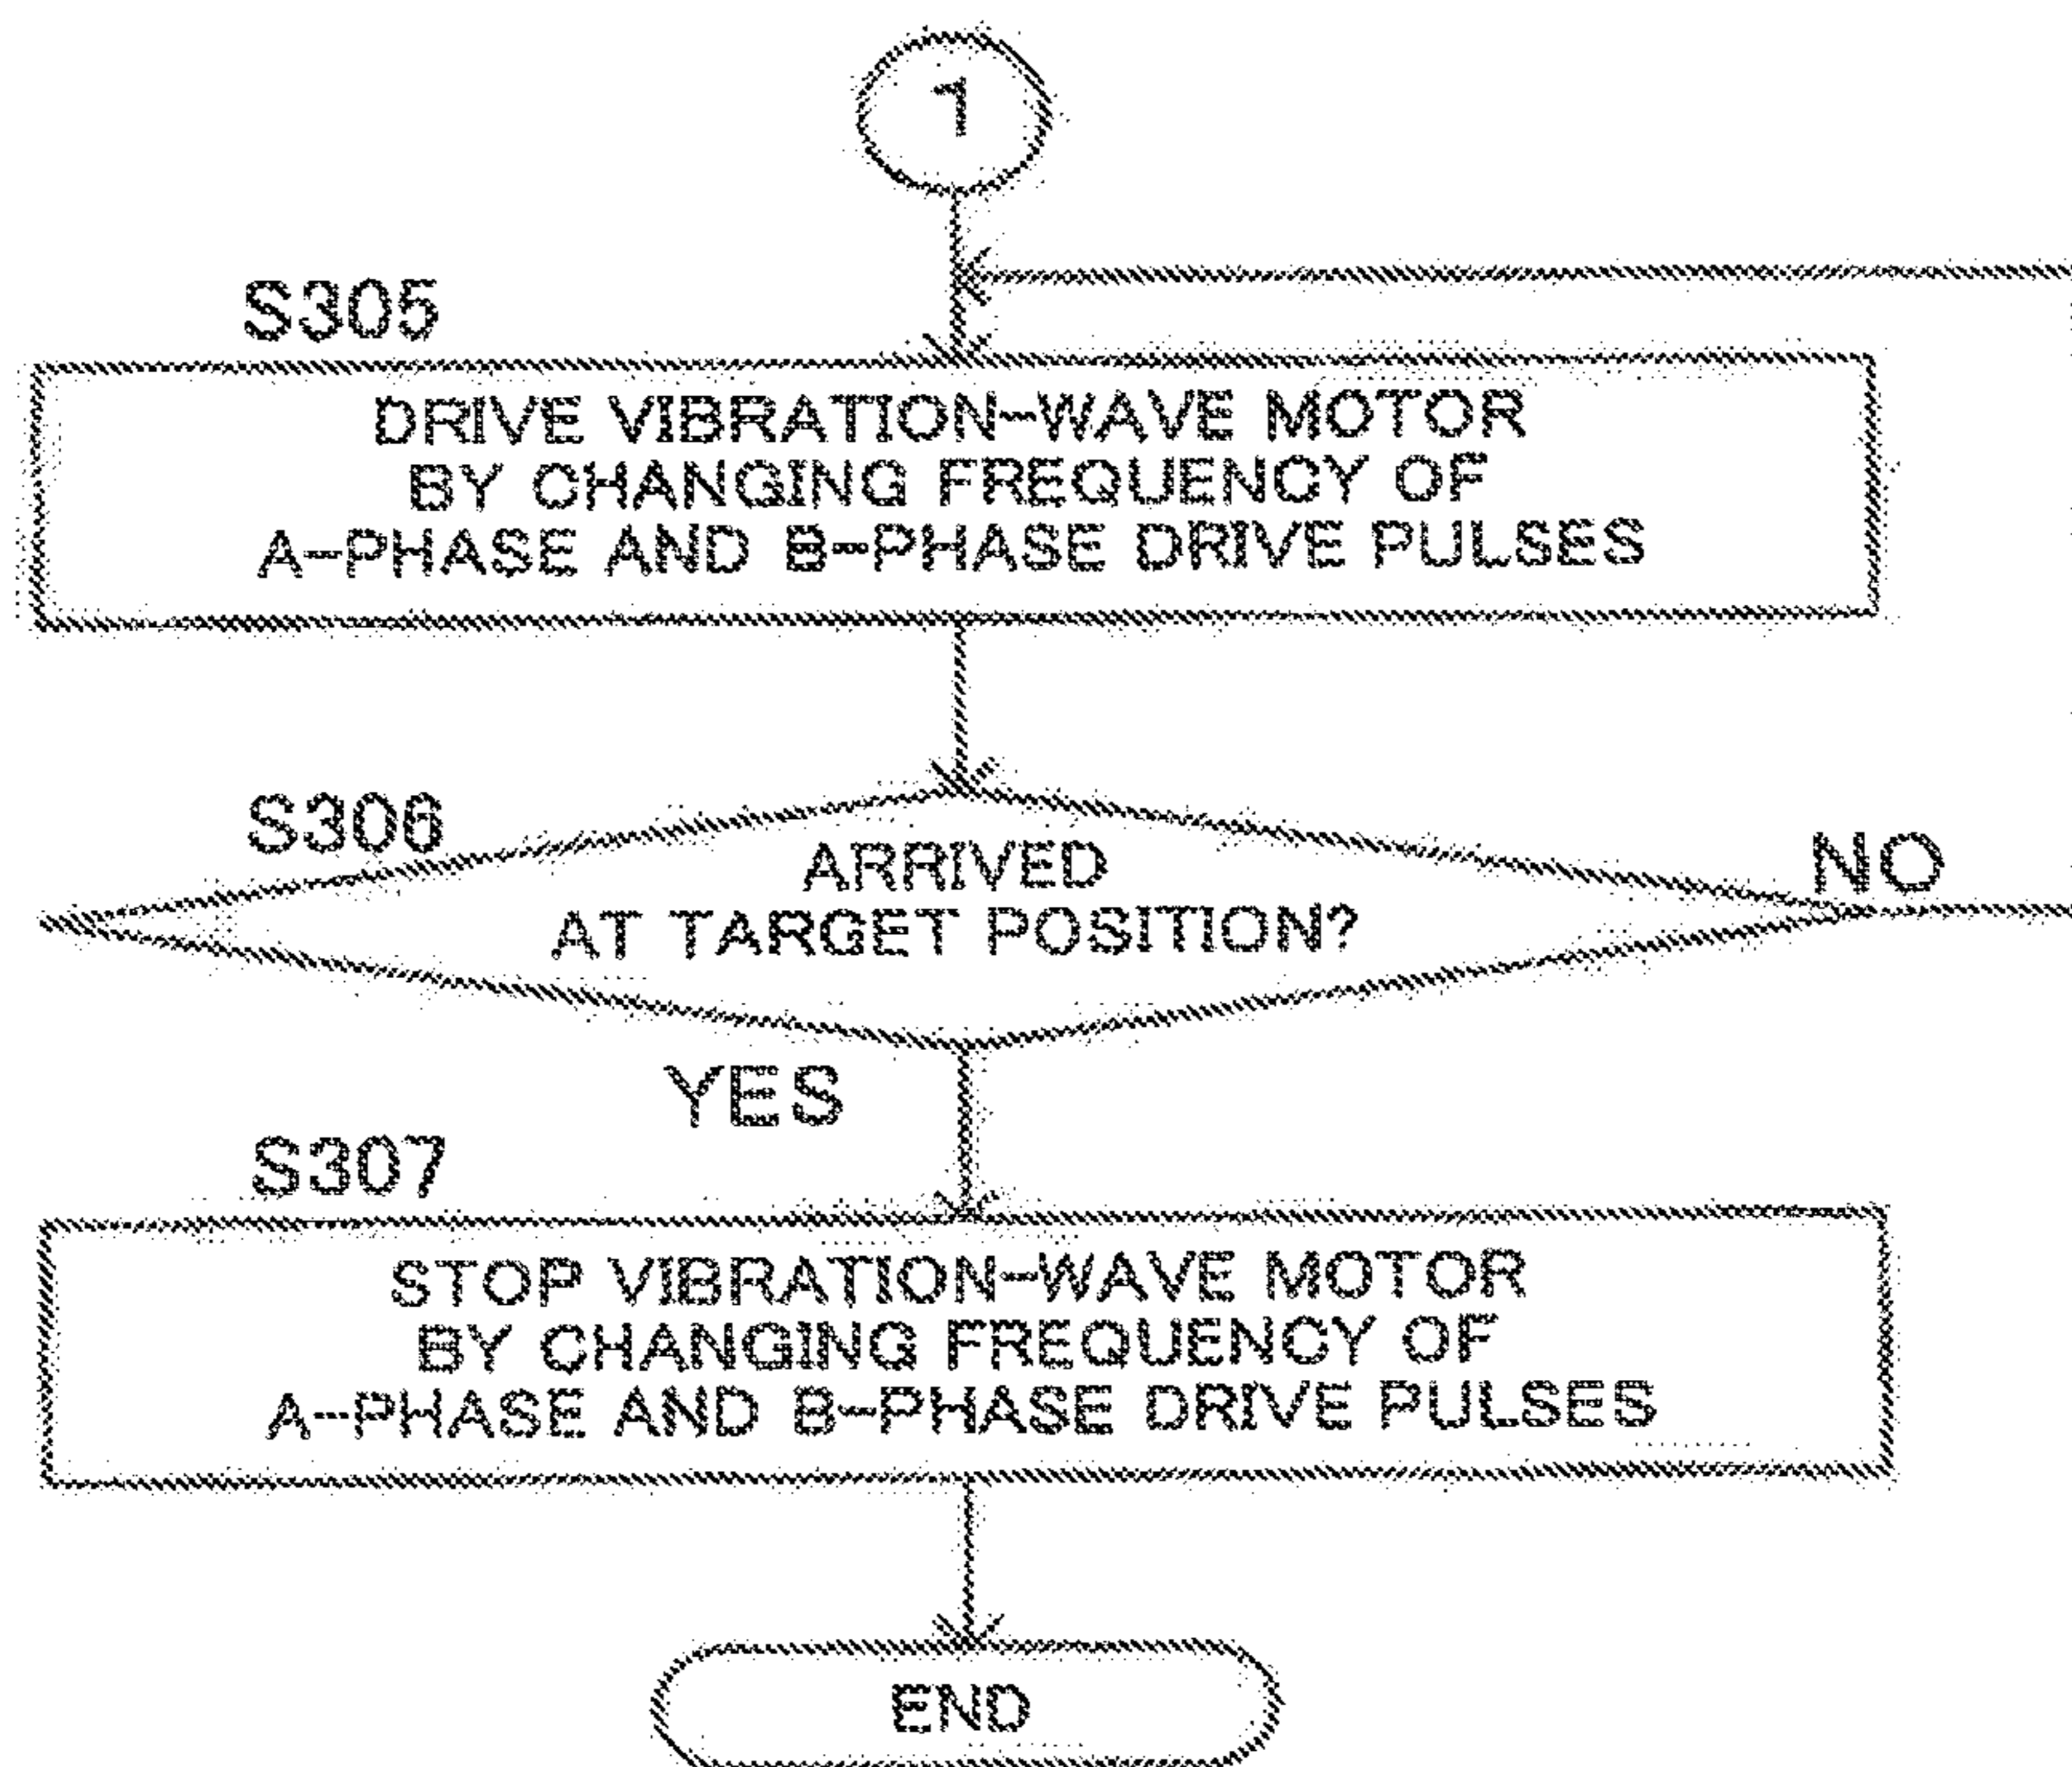 1
S305
DRIVE VIBRATION-WAVE MOTOR
BY CHANGING FREQUENCY OF
A-PHASE AND B-PHASE DRIVE PULSES
S306
ARRIVED
AT TARGET POSITION?
NO
YES
S307
STOP VIBRATION-WAVE MOTOR
BY CHANGING FREQUENCY OF
A-PHASE AND B-PHASE DRIVE PULSES
END